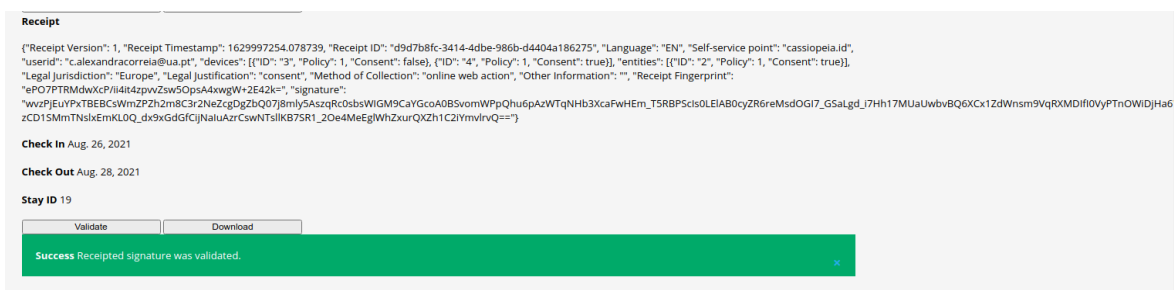 Receipt
{"Receipt Version": 1, "Receipt Timestamp": 1629997254.078739, "Receipt ID": "d9d7b8fc-3414-4dbe-986b-d4404a186275", "Language": "EN", "Self-service point": "cassiopeia.id",
"userid": "c.alexandracorreia@ua.pt", "devices": [{"ID": "3", "Policy": 1, "Consent": false}, {"ID": "4", "Policy": 1, "Consent": true}], "entities": [{"ID": "2", "Policy": 1, "Consent": true}],
"Legal Jurisdiction": "Europe", "Legal Justification": "consent", "Method of Collection": "online web action", "Other Information": "", "Receipt Fingerprint":
"ePO7PTRMdwXcP/ii4it4zpvvZsw5OpsA4xwgW+2E42k=", "signature":
"wvzPjEuYPxTBEBCsWmZPZh2m8C3r2NeZcgDgZbQ07j8mly5AszqRc0sbsWIGM9CaYGcoA0BSvomWPpQhu6pAzWTqNHb3XcaFwHEm_T5RBPScIs0LElAB0cyZR6reMsdOGI7_GSaLgd_i7Hh17MUaUwbvBQ6XCx1ZdWnsm9VqRXMDIfI0VyPTnOWiDjHa6
zCD1SMmTNslxEmKL0Q_dx9xGdGfCijNaIuAzrCswNTsllKB7SR1_2Oe4MeEglWhZxurQXZh1C2iYmvlrvQ=="}
Check In Aug. 26, 2021
Check Out Aug. 28, 2021
Stay ID 19
Validate Download
Success Receipted signature was validated. ×